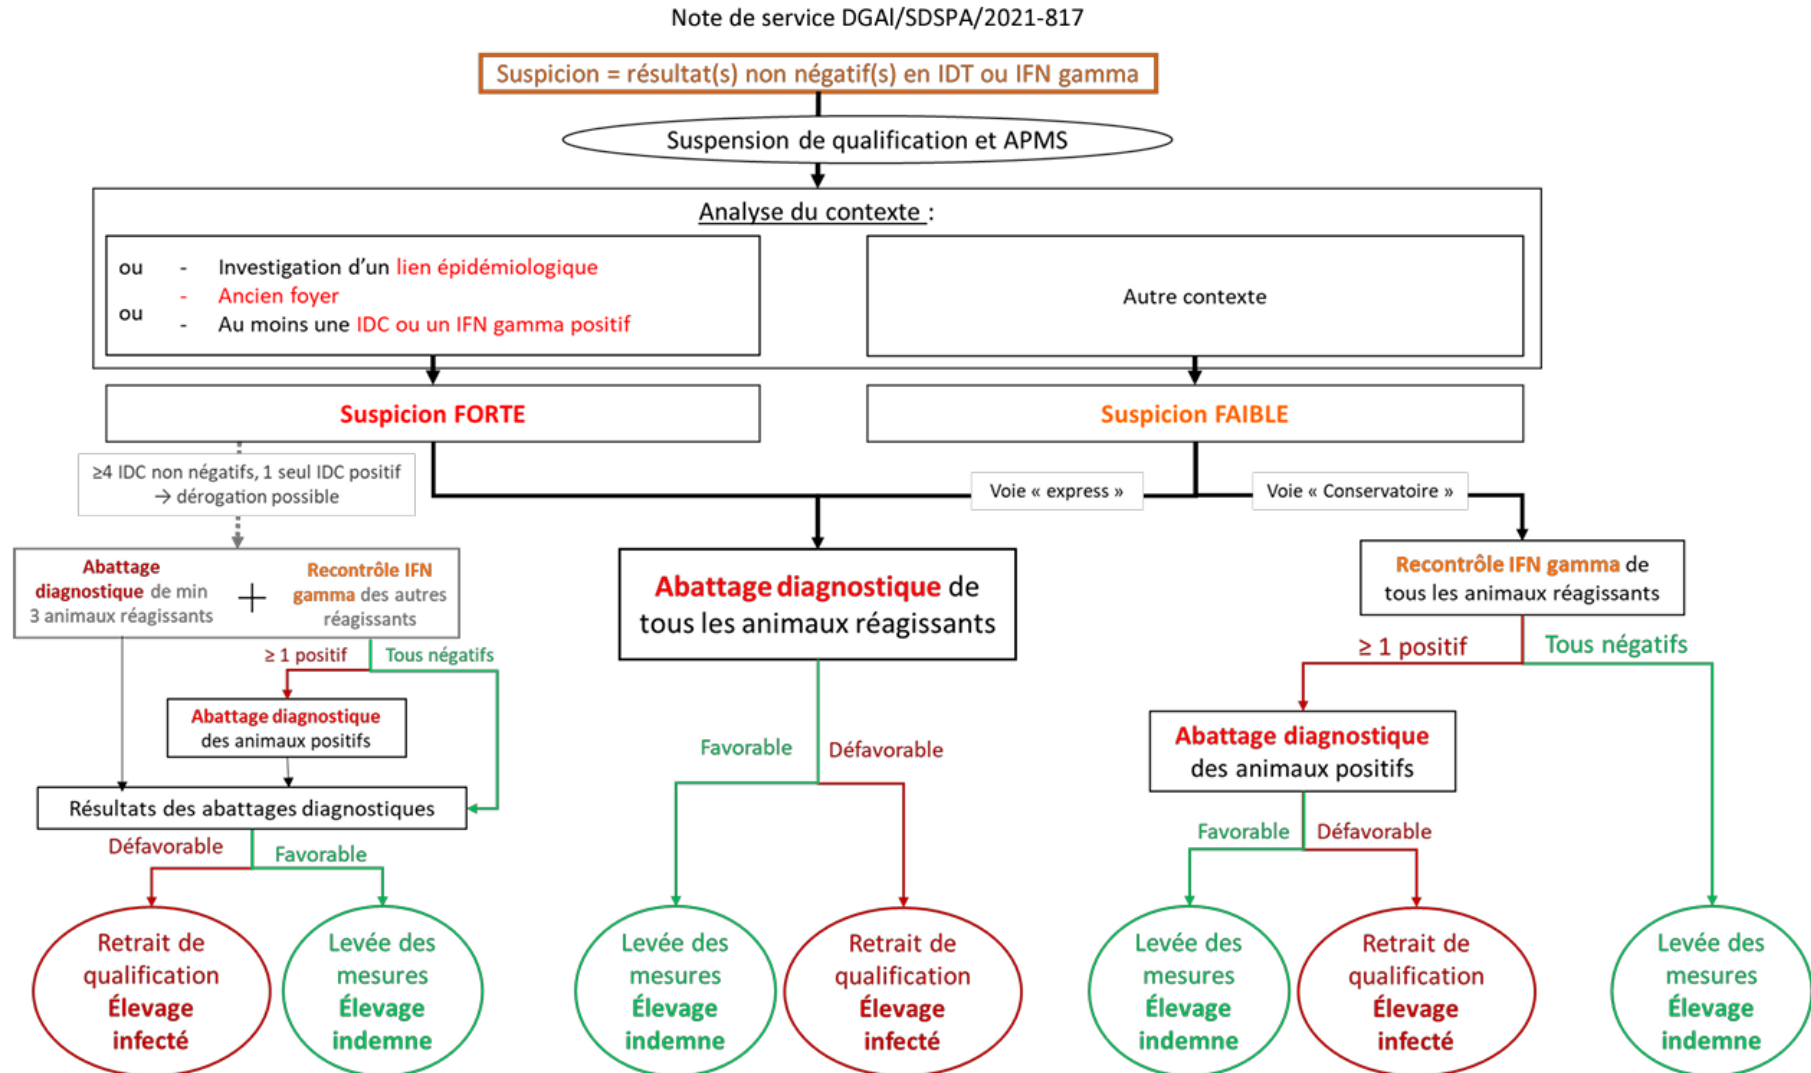 Note de service DGAl/SDSPA/2021-817
Suspicion = résultat(s) non négatif(s) en IDT ou IFN gamma
Suspension de qualification et APMS
Analyse du contexte :
ou - Investigation d'un lien épidémiologique
- Ancien foyer
ou - Au moins une IDC ou un IFN gamma positif
Autre contexte
Suspicion FORTE
Suspicion FAIBLE
≥4 IDC non négatifs, 1 seul IDC positif
→ dérogation possible
Voie « express »
Voie « Conservatoire »
Abattage
diagnostique de min
3 animaux réagissants
+
Recontrôle IFN
gamma des autres
réagissants
Abattage diagnostique de
tous les animaux réagissants
Recontrôle IFN gamma de
tous les animaux réagissants
≥ 1 positif
Tous négatifs
≥ 1 positif
Tous négatifs
Abattage diagnostique
des animaux positifs
Abattage diagnostique
des animaux positifs
Favorable
Défavorable
Résultats des abattages diagnostiques
Défavorable
Favorable
Favorable
Défavorable
Retrait de
qualification
Élevage
infecté
Levée des
mesures
Élevage
indemne
Levée des
mesures
Élevage
indemne
Retrait de
qualification
Élevage
infecté
Levée des
mesures
Élevage
indemne
Retrait de
qualification
Élevage
infecté
Levée des
mesures
Élevage
indemne